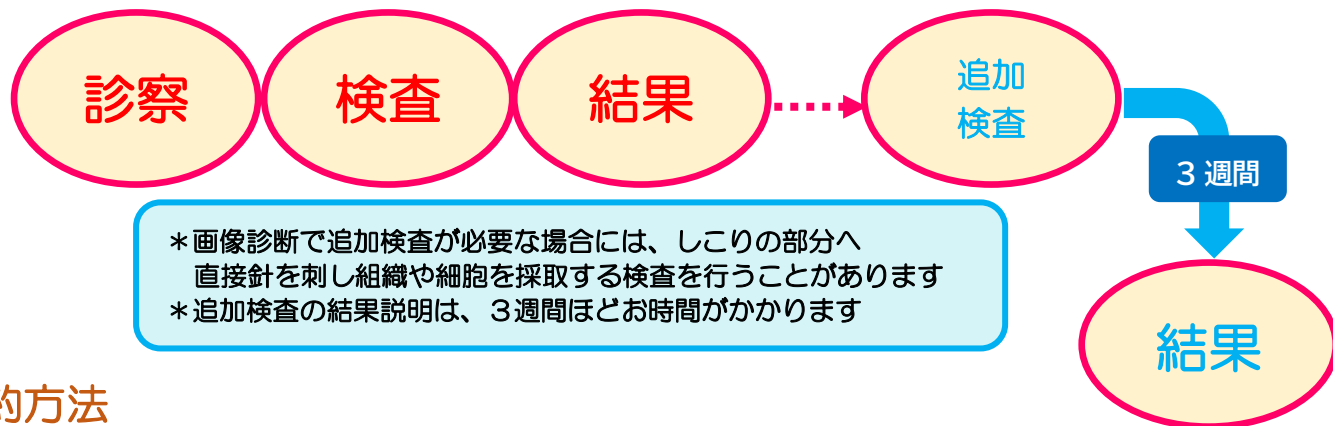 診察
検査
結果
追加
検査
3週間
＊画像診断で追加検査が必要な場合には、しこりの部分へ
直接針を刺し組織や細胞を採取する検査を行うことがあります
＊追加検査の結果説明は、３週間ほどお時間がかかります
結果
約方法